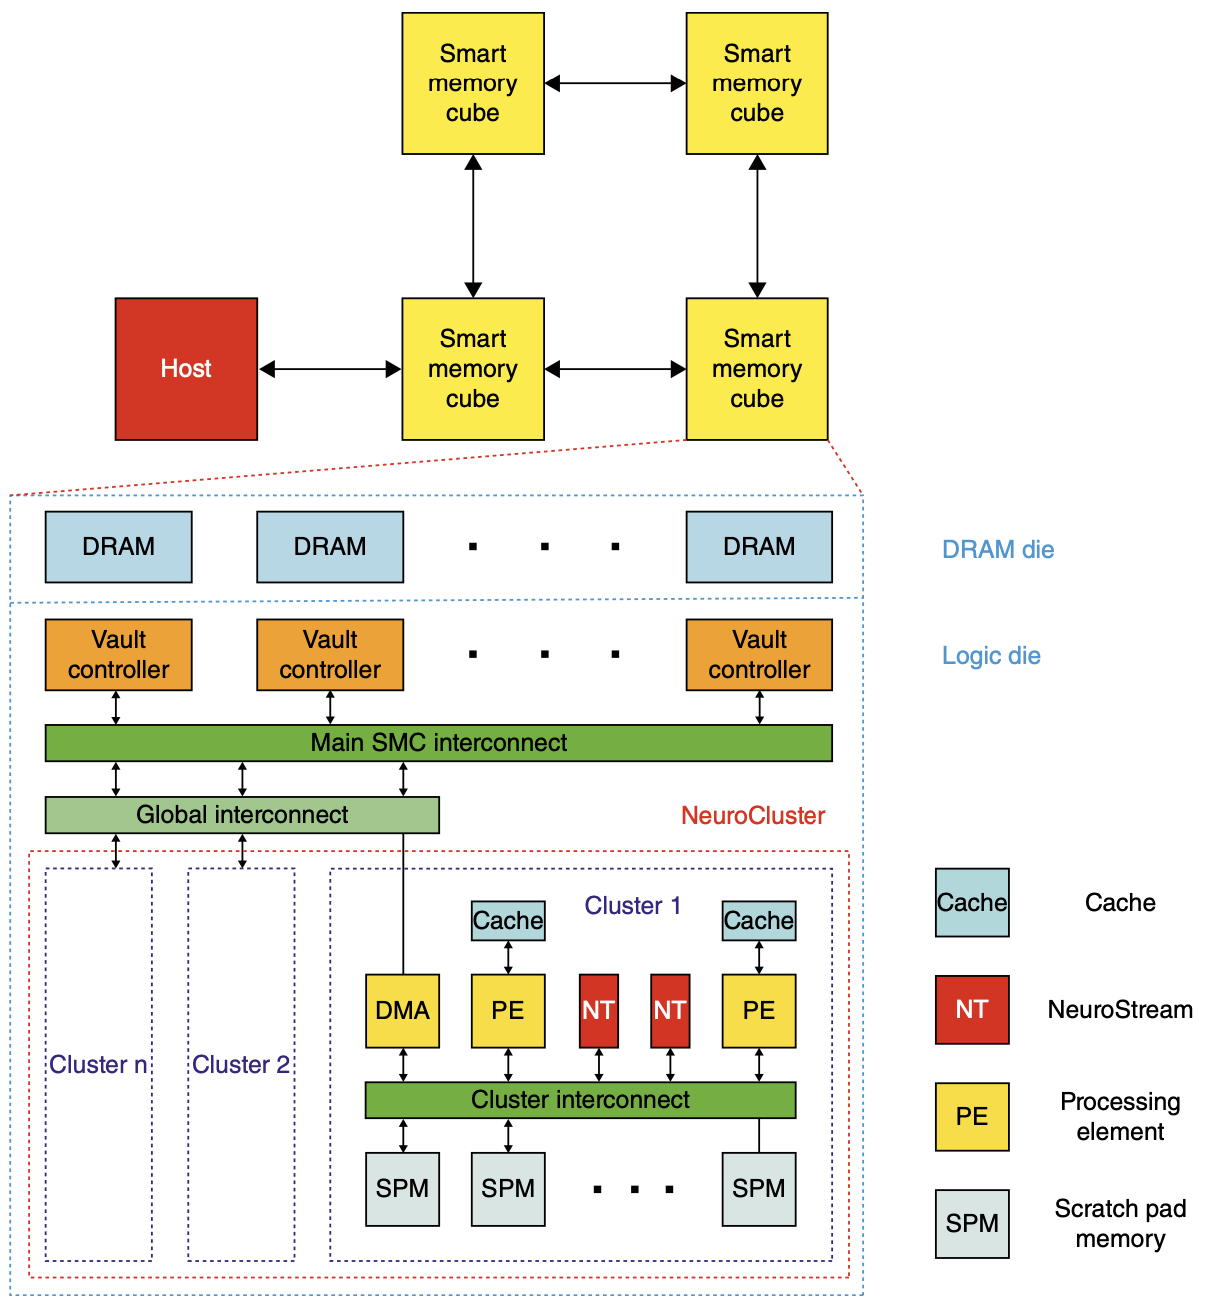 Smart
memory
cube
Smart
memory
cube
Host
Smart
memory
cube
Smart
memory
cube
DRAM
DRAM
DRAM
DRAM die
Vault
controller
Vault
controller
Vault
controller
Logic die
Main SMC interconnect
Global interconnect
NeuroCluster
Cluster n
Cluster 2
Cluster 1
Cache
Cache
DMA
PE
NT
NT
PE
Cluster interconnect
SPM
SPM
SPM
Cache
Cache
NT
NeuroStream
PE
Processing
element
SPM
Scratch pad
memory